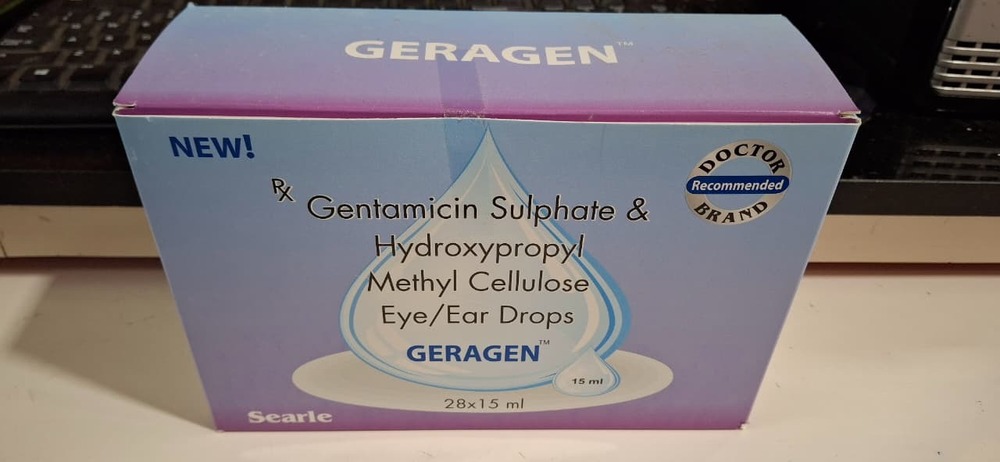 GERAGEN™
NEW!
DOCTOR
Recommended
BRAND
Rx Gentamicin Sulphate &
Hydroxypropyl
Methyl Cellulose
Eye/Ear Drops
GERAGEN™
15 ml
28x15 ml
Searle